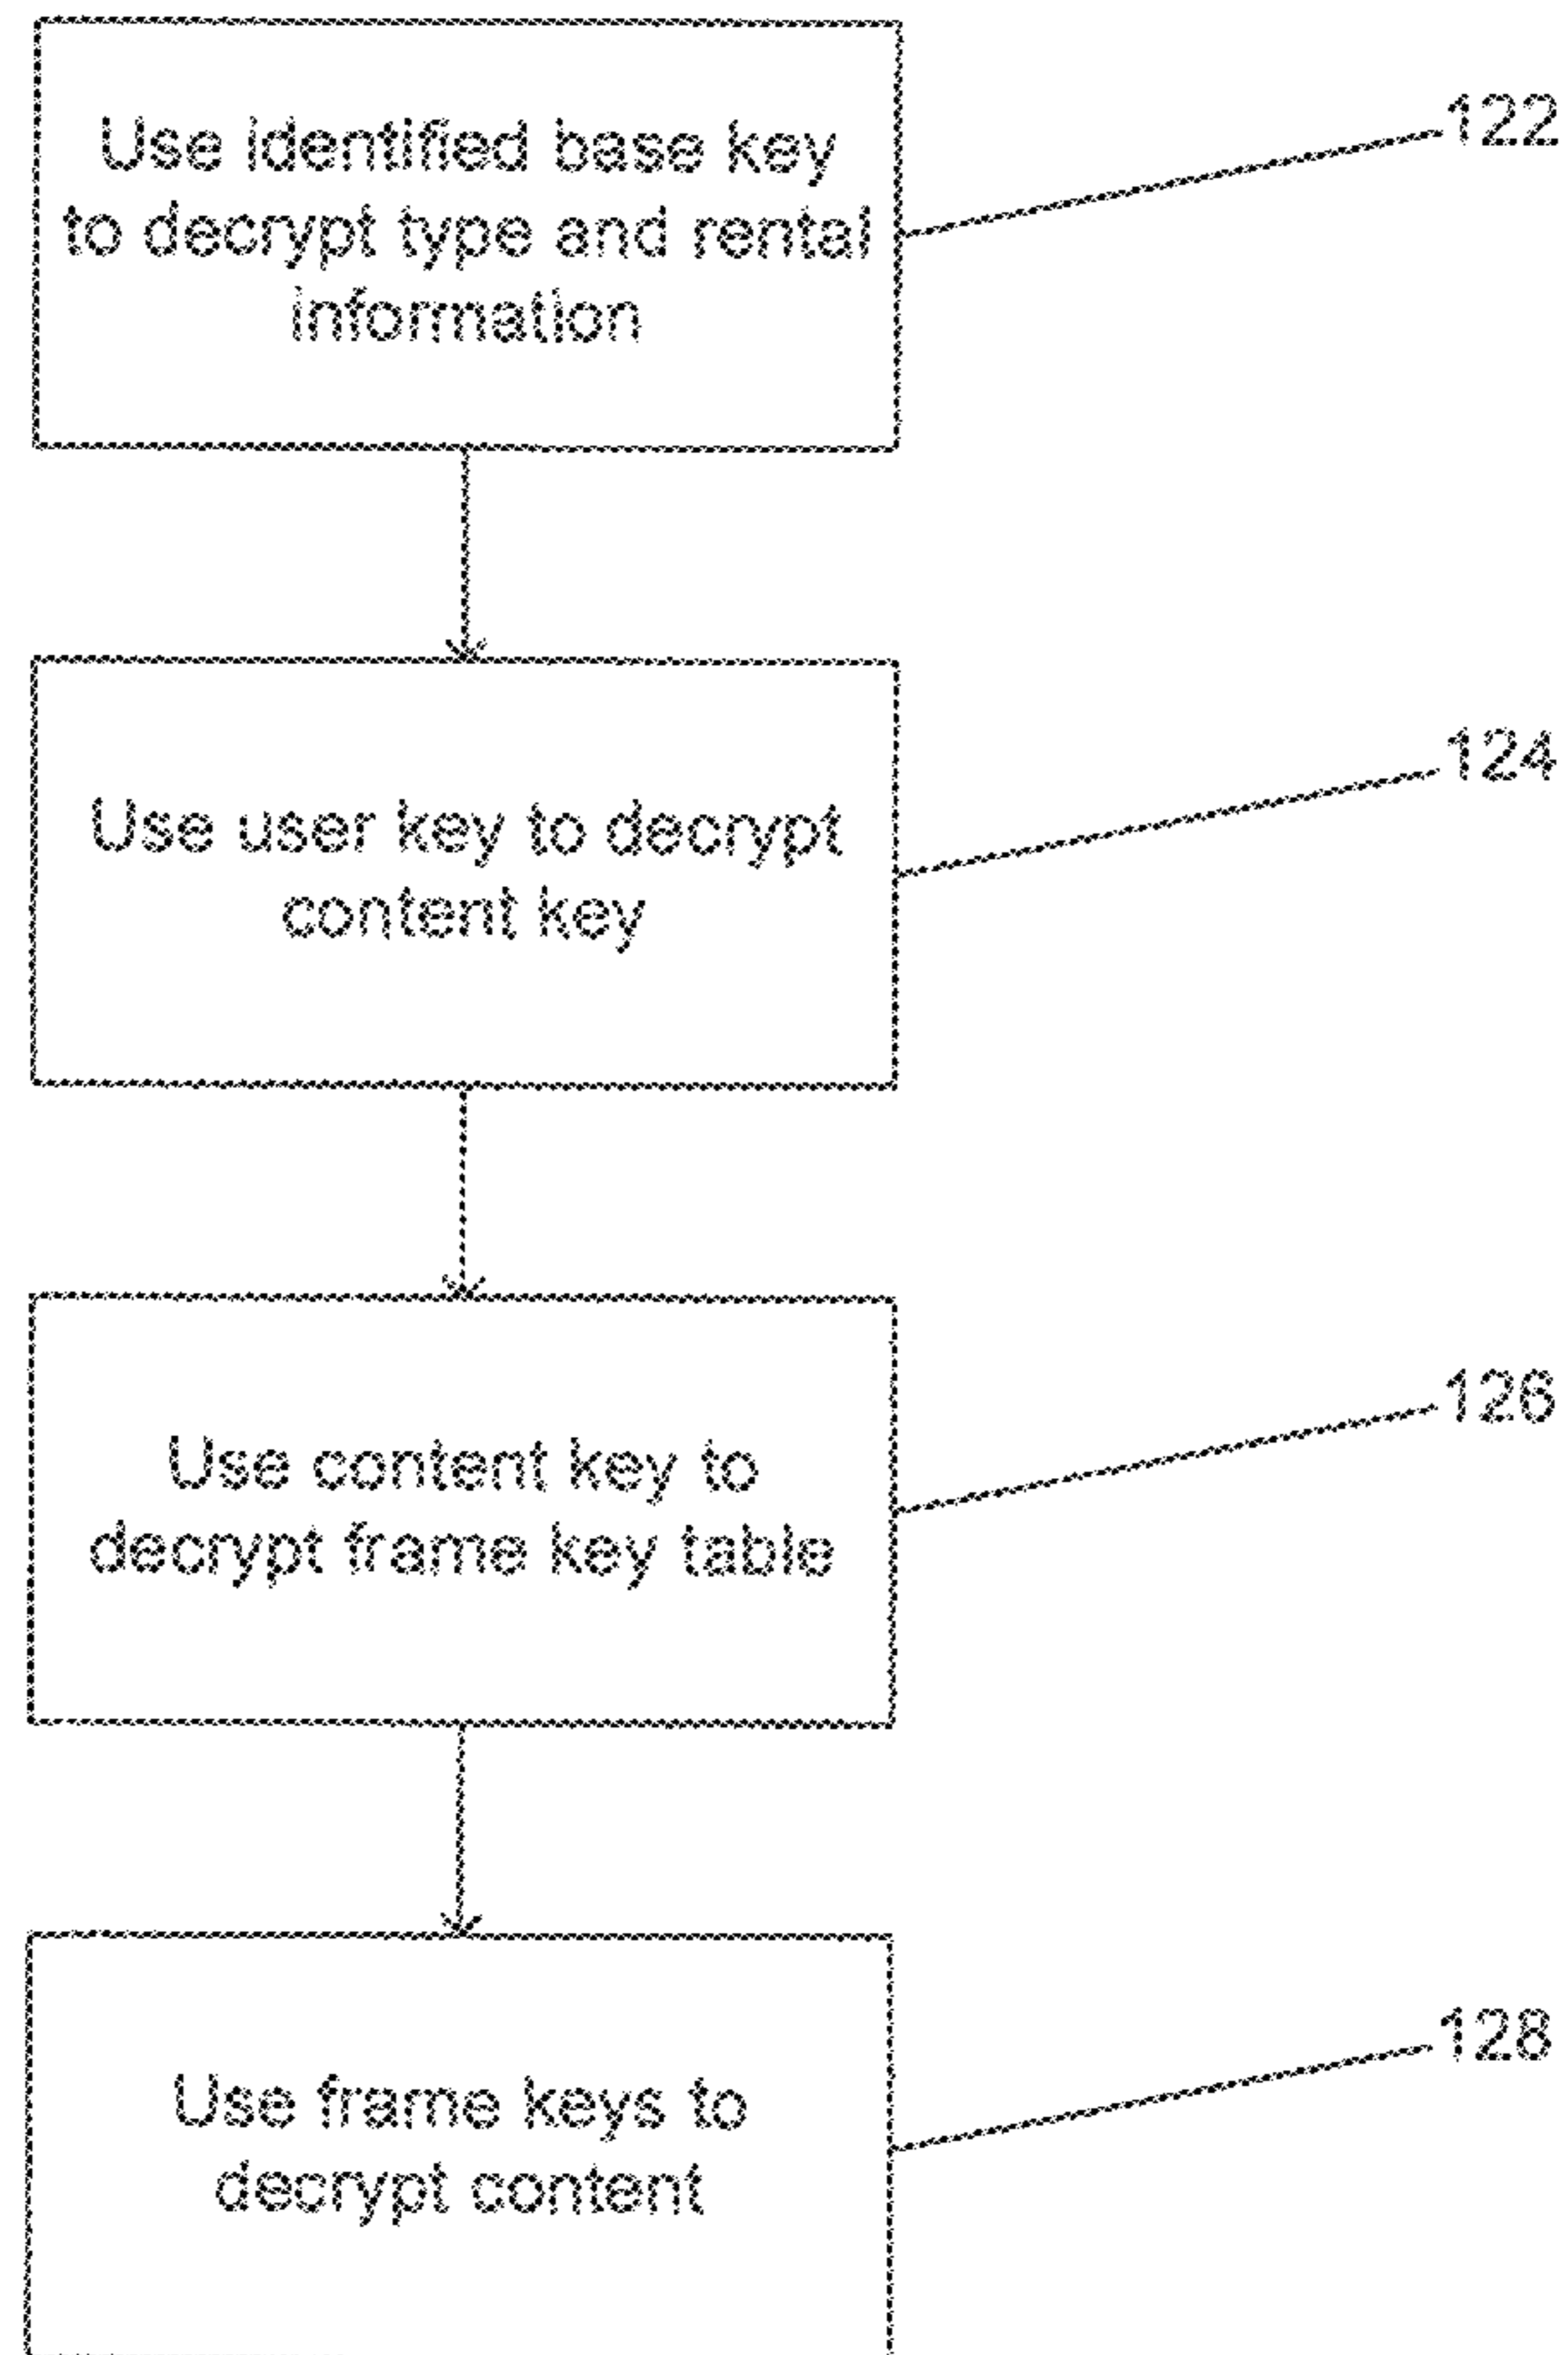 Use identified base key
to decrypt type and rental
information
122
Use user key to decrypt
content key
124
Use content key to
decrypt frame key table
126
Use frame keys to
decrypt content
128